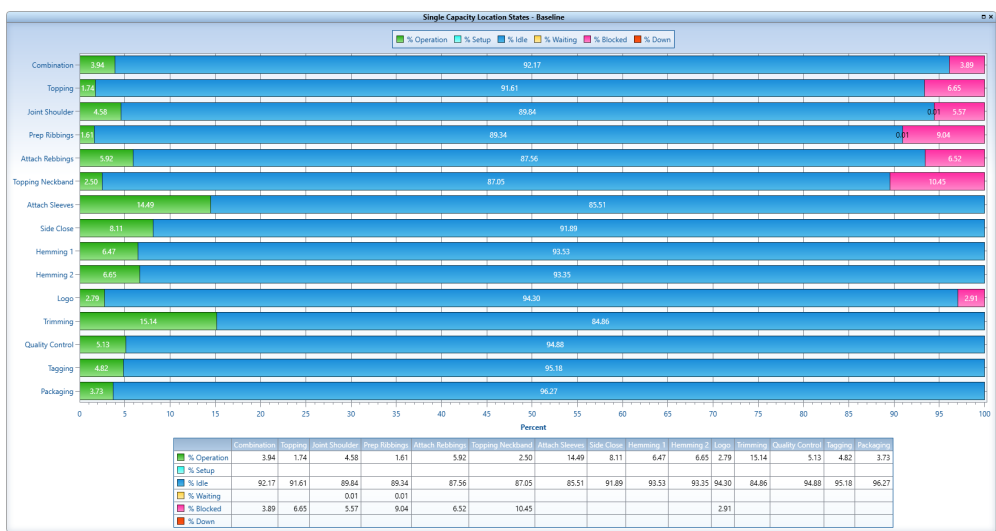 Single Capacity Location States - Baseline
% Operation % Setup % Idle % Waiting % Blocked % Down
Combination 3.94 92.17 3.89
Topping 1.74 91.61 6.65
Joint Shoulder 4.58 89.84 0.01 5.57
Prep Ribbings 1.61 89.34 0.01 9.04
Attach Rebbings 5.92 87.56 6.52
Topping Neckband 2.50 87.05 10.45
Attach Sleeves 14.49 85.51
Side Close 8.11 91.89
Hemming 1 6.47 93.53
Hemming 2 6.65 93.35
Logo 2.79 94.30 2.91
Trimming 15.14 84.86
Quality Control 5.13 94.88
Tagging 4.82 95.18
Packaging 3.73 96.27
0 5 10 15 20 25 30 35 40 45 50 55 60 65 70 75 80 85 90 95 100
Percent
Combination Topping Joint Shoulder Prep Ribbings Attach Rebbings Topping Neckband Attach Sleeves Side Close Hemming 1 Hemming 2 Logo Trimming Quality Control Tagging Packaging
% Operation 3.94 1.74 4.58 1.61 5.92 2.50 14.49 8.11 6.47 6.65 2.79 15.14 5.13 4.82 3.73
% Setup
% Idle 92.17 91.61 89.84 89.34 87.56 87.05 85.51 91.89 93.53 93.35 94.30 84.86 94.88 95.18 96.27
% Waiting 0.01 0.01
% Blocked 3.89 6.65 5.57 9.04 6.52 10.45 2.91
% Down